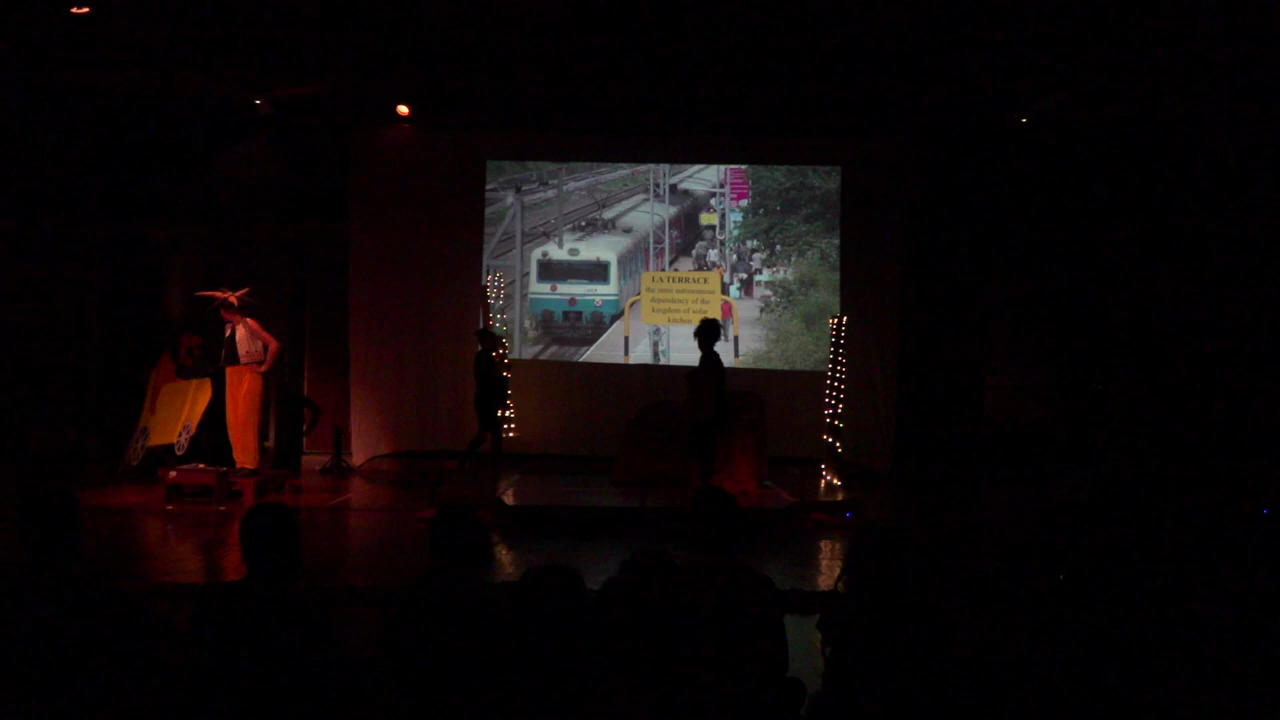 LA TERRACE
the semi autonomous
dependency of the
kingdom of solar
kitchen